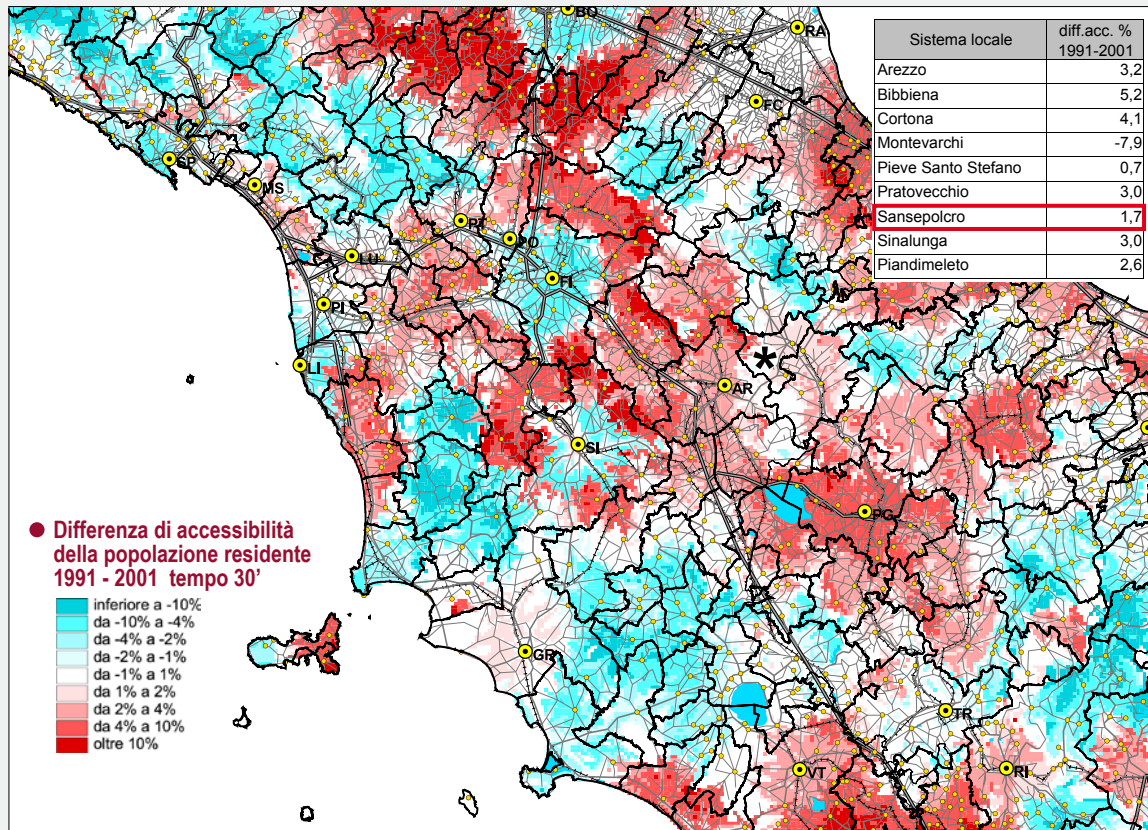 BO
RA
FC
SP
MS
PT
PO
LU
FI
PI
LI
*
AR
SI
PG
GR
TR
VT
RI
Sistema locale diff.acc. % 1991-2001
Arezzo 3,2
Bibbiena 5,2
Cortona 4,1
Montevarchi -7,9
Pieve Santo Stefano 0,7
Pratovecchio 3,0
Sansepolcro 1,7
Sinalunga 3,0
Piandimeleto 2,6
Differenza di accessibilità
della popolazione residente
1991 - 2001 tempo 30'
inferiore a -10%
da -10% a -4%
da -4% a -2%
da -2% a -1%
da -1% a 1%
da 1% a 2%
da 2% a 4%
da 4% a 10%
oltre 10%